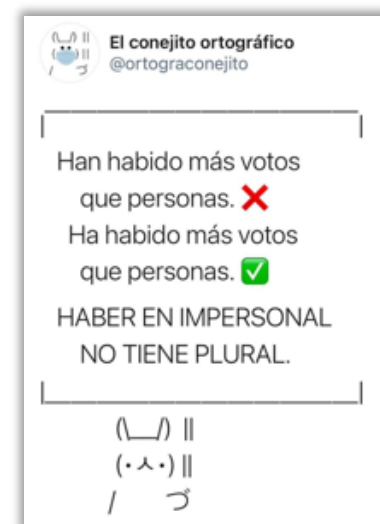 El conejito ortográfico
@ortograconejito
Han habido más votos
que personas. ❌
Ha habido más votos
que personas. ✅
HABER EN IMPERSONAL
NO TIENE PLURAL.